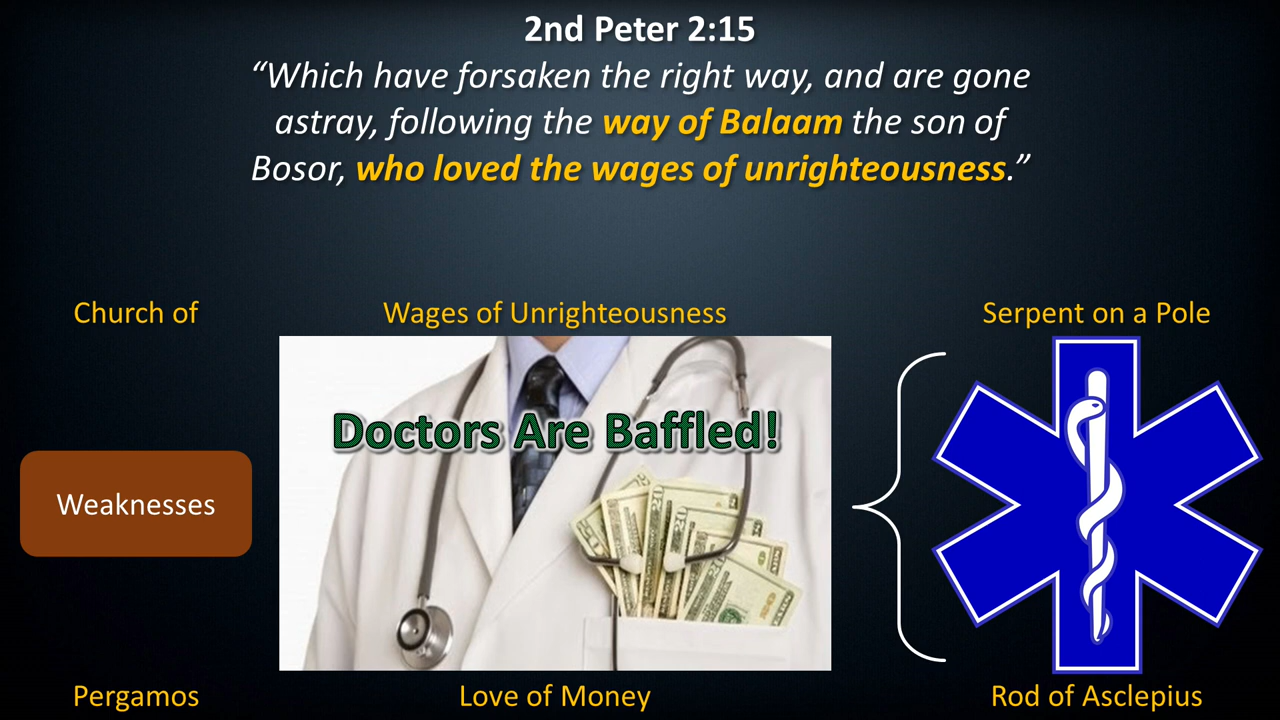 2nd Peter 2:15
“Which have forsaken the right way, and are gone
astray, following the way of Balaam the son of
Bosor, who loved the wages of unrighteousness.”
Church of
Wages of Unrighteousness
Serpent on a Pole
Doctors Are Baffled!
Weaknesses
Pergamos
Love of Money
Rod of Asclepius